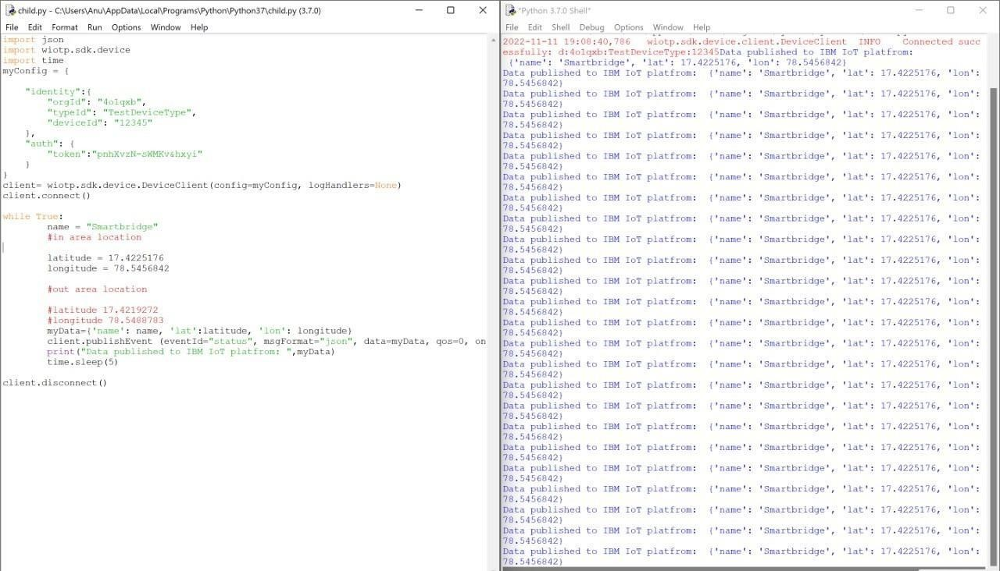 child.py - C:\Users\Anu\AppData\Local\Programs\Python\Python37\child.py (3.7.0)
File Edit Format Run Options Window Help
import json
import wiotp.sdk.device
import time
myConfig = {
"identity":{
"orgId": "4o1qxb",
"typeId": "TestDeviceType",
"deviceId": "12345"
},
"auth": {
"token":"pnhXvzN-sWMKv&hxyi"
}
}
client= wiotp.sdk.device.DeviceClient(config=myConfig, logHandlers=None)
client.connect()
while True:
name = "Smartbridge"
#in area location
latitude = 17.4225176
longitude = 78.5456842
#out area location
#latitude 17.4219272
#longitude 78.5488783
myData={'name': name, 'lat':latitude, 'lon': longitude}
client.publishEvent (eventId="status", msgFormat="json", data=myData, qos=0, on
print("Data published to IBM IoT platfrom: ",myData)
time.sleep(5)
client.disconnect()
*Python 3.7.0 Shell*
File Edit Shell Debug Options Window Help
2022-11-11 19:08:40,786 wiotp.sdk.device.client.DeviceClient INFO Connected succ
essfully: d:4o1qxb:TestDeviceType:12345Data published to IBM IoT platfrom:
{'name': 'Smartbridge', 'lat': 17.4225176, 'lon': 78.5456842}
Data published to IBM IoT platfrom: {'name': 'Smartbridge', 'lat': 17.4225176, 'lon':
78.5456842}
Data published to IBM IoT platfrom: {'name': 'Smartbridge', 'lat': 17.4225176, 'lon':
78.5456842}
Data published to IBM IoT platfrom: {'name': 'Smartbridge', 'lat': 17.4225176, 'lon':
78.5456842}
Data published to IBM IoT platfrom: {'name': 'Smartbridge', 'lat': 17.4225176, 'lon':
78.5456842}
Data published to IBM IoT platfrom: {'name': 'Smartbridge', 'lat': 17.4225176, 'lon':
78.5456842}
Data published to IBM IoT platfrom: {'name': 'Smartbridge', 'lat': 17.4225176, 'lon':
78.5456842}
Data published to IBM IoT platfrom: {'name': 'Smartbridge', 'lat': 17.4225176, 'lon':
78.5456842}
Data published to IBM IoT platfrom: {'name': 'Smartbridge', 'lat': 17.4225176, 'lon':
78.5456842}
Data published to IBM IoT platfrom: {'name': 'Smartbridge', 'lat': 17.4225176, 'lon':
78.5456842}
Data published to IBM IoT platfrom: {'name': 'Smartbridge', 'lat': 17.4225176, 'lon':
78.5456842}
Data published to IBM IoT platfrom: {'name': 'Smartbridge', 'lat': 17.4225176, 'lon':
78.5456842}
Data published to IBM IoT platfrom: {'name': 'Smartbridge', 'lat': 17.4225176, 'lon':
78.5456842}
Data published to IBM IoT platfrom: {'name': 'Smartbridge', 'lat': 17.4225176, 'lon':
78.5456842}
Data published to IBM IoT platfrom: {'name': 'Smartbridge', 'lat': 17.4225176, 'lon':
78.5456842}
Data published to IBM IoT platfrom: {'name': 'Smartbridge', 'lat': 17.4225176, 'lon':
78.5456842}
Data published to IBM IoT platfrom: {'name': 'Smartbridge', 'lat': 17.4225176, 'lon':
78.5456842}
Data published to IBM IoT platfrom: {'name': 'Smartbridge', 'lat': 17.4225176, 'lon':
78.5456842}
Data published to IBM IoT platfrom: {'name': 'Smartbridge', 'lat': 17.4225176, 'lon':
78.5456842}
Data published to IBM IoT platfrom: {'name': 'Smartbridge', 'lat': 17.4225176, 'lon':
78.5456842}
Data published to IBM IoT platfrom: {'name': 'Smartbridge', 'lat': 17.4225176, 'lon':
78.5456842}
Data published to IBM IoT platfrom: {'name': 'Smartbridge', 'lat': 17.4225176, 'lon':
78.5456842}
Data published to IBM IoT platfrom: {'name': 'Smartbridge', 'lat': 17.4225176, 'lon':
78.5456842}
Data published to IBM IoT platfrom: {'name': 'Smartbridge', 'lat': 17.4225176, 'lon':
78.5456842}
Data published to IBM IoT platfrom: {'name': 'Smartbridge', 'lat': 17.4225176, 'lon':
78.5456842}